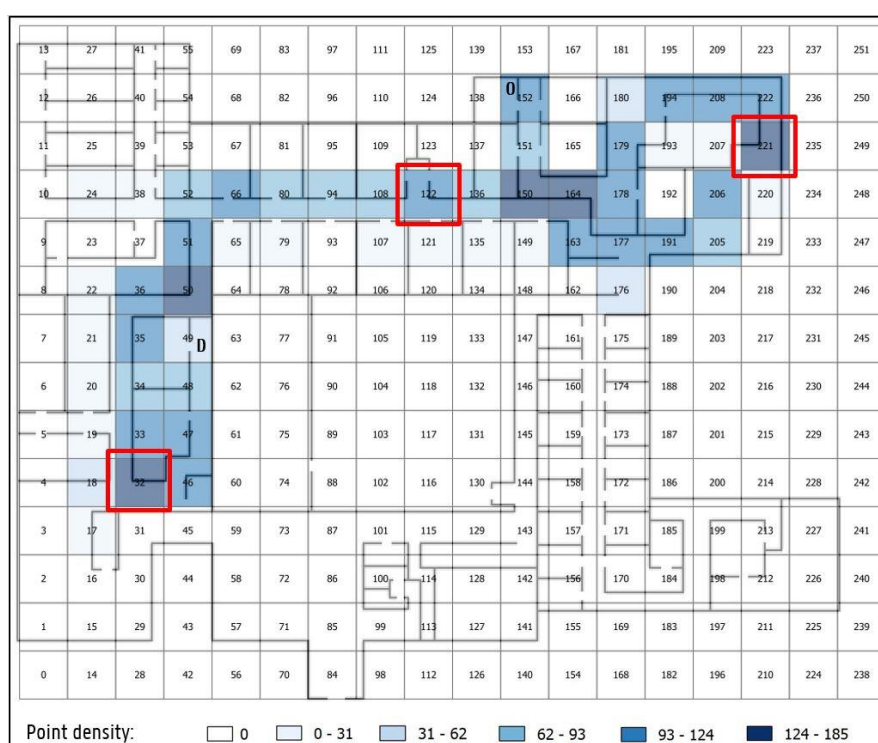 13 27 41 55 69 83 97 111 125 139 153 167 181 195 209 223 237 251
O
12 26 40 54 68 82 96 110 124 138 152 166 180 194 208 222 236 250
11 25 39 53 67 81 95 109 123 137 151 165 179 193 207 221 235 249
10 24 38 52 66 80 94 108 122 136 150 164 178 192 206 220 234 248
9 23 37 51 65 79 93 107 121 135 149 163 177 191 205 219 233 247
8 22 36 50 64 78 92 106 120 134 148 162 176 190 204 218 232 246
7 21 35 49 63 77 91 105 119 133 147 161 175 189 203 217 231 245
D
6 20 34 48 62 76 90 104 118 132 146 160 174 188 202 216 230 244
5 19 33 47 61 75 89 103 117 131 145 159 173 187 201 215 229 243
4 18 32 46 60 74 88 102 116 130 144 158 172 186 200 214 228 242
3 17 31 45 59 73 87 101 115 129 143 157 171 185 199 213 227 241
2 16 30 44 58 72 86 100 114 128 142 156 170 184 198 212 226 240
1 15 29 43 57 71 85 99 113 127 141 155 169 183 197 211 225 239
0 14 28 42 56 70 84 98 112 126 140 154 168 182 196 210 224 238
Point density: 0 0 - 31 31 - 62 62 - 93 93 - 124 124 - 185